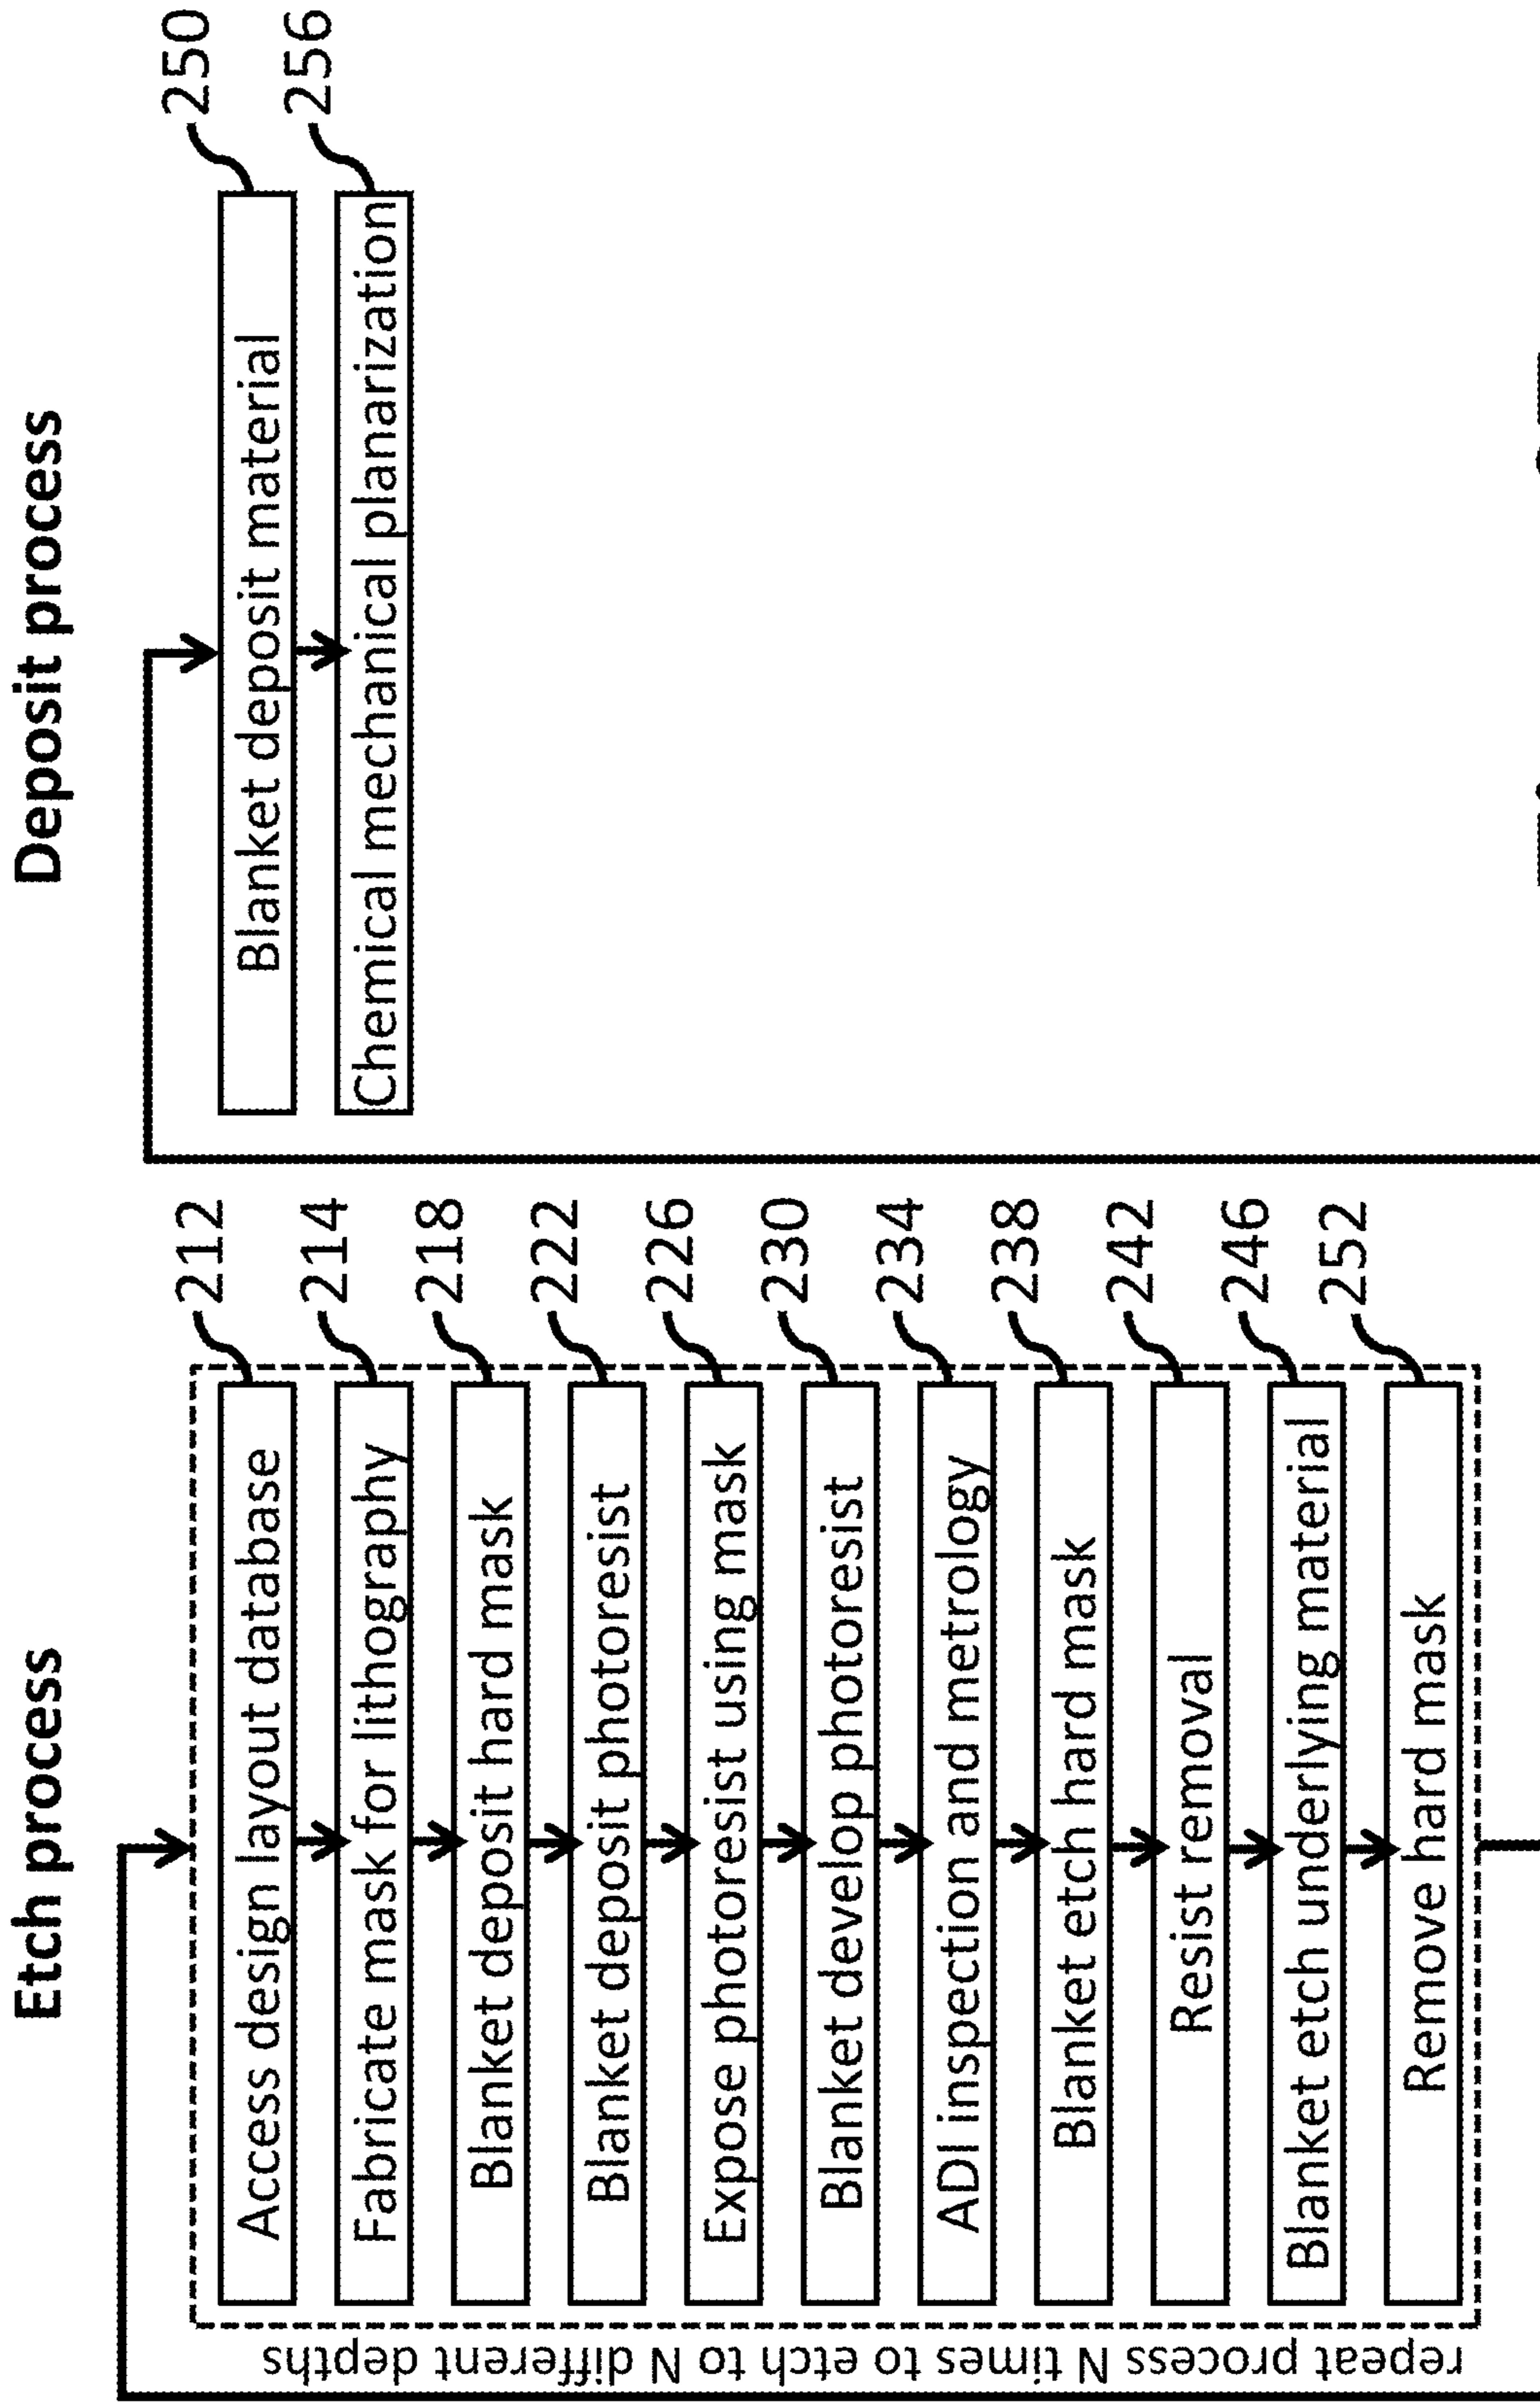 Etch process
Access design layout database
212
Fabricate mask for lithography
214
Blanket deposit hard mask
218
Blanket deposit photoresist
222
Expose photoresist using mask
226
Blanket develop photoresist
230
ADI inspection and metrology
234
Blanket etch hard mask
238
Resist removal
242
Blanket etch underlying material
246
Remove hard mask
252
repeat process N times to etch to N different depths
Deposit process
Blanket deposit material
250
Chemical mechanical planarization
256